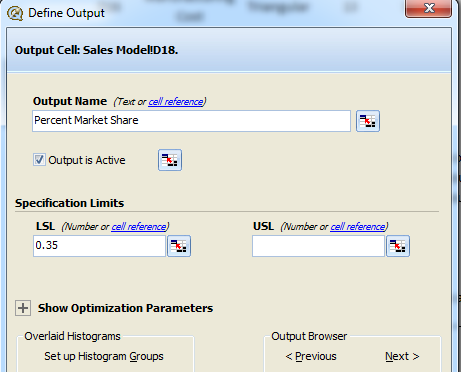 Define Output
Cost Triangular
Output Cell: Sales Model!D18.
Output Name (Text or cell reference)
Percent Market Share
Output is Active
Specification Limits
LSL (Number or cell reference)
USL (Number or cell reference)
0.35
Show Optimization Parameters
Overlaid Histograms
Output Browser
Set up Histogram Groups
< Previous Next >